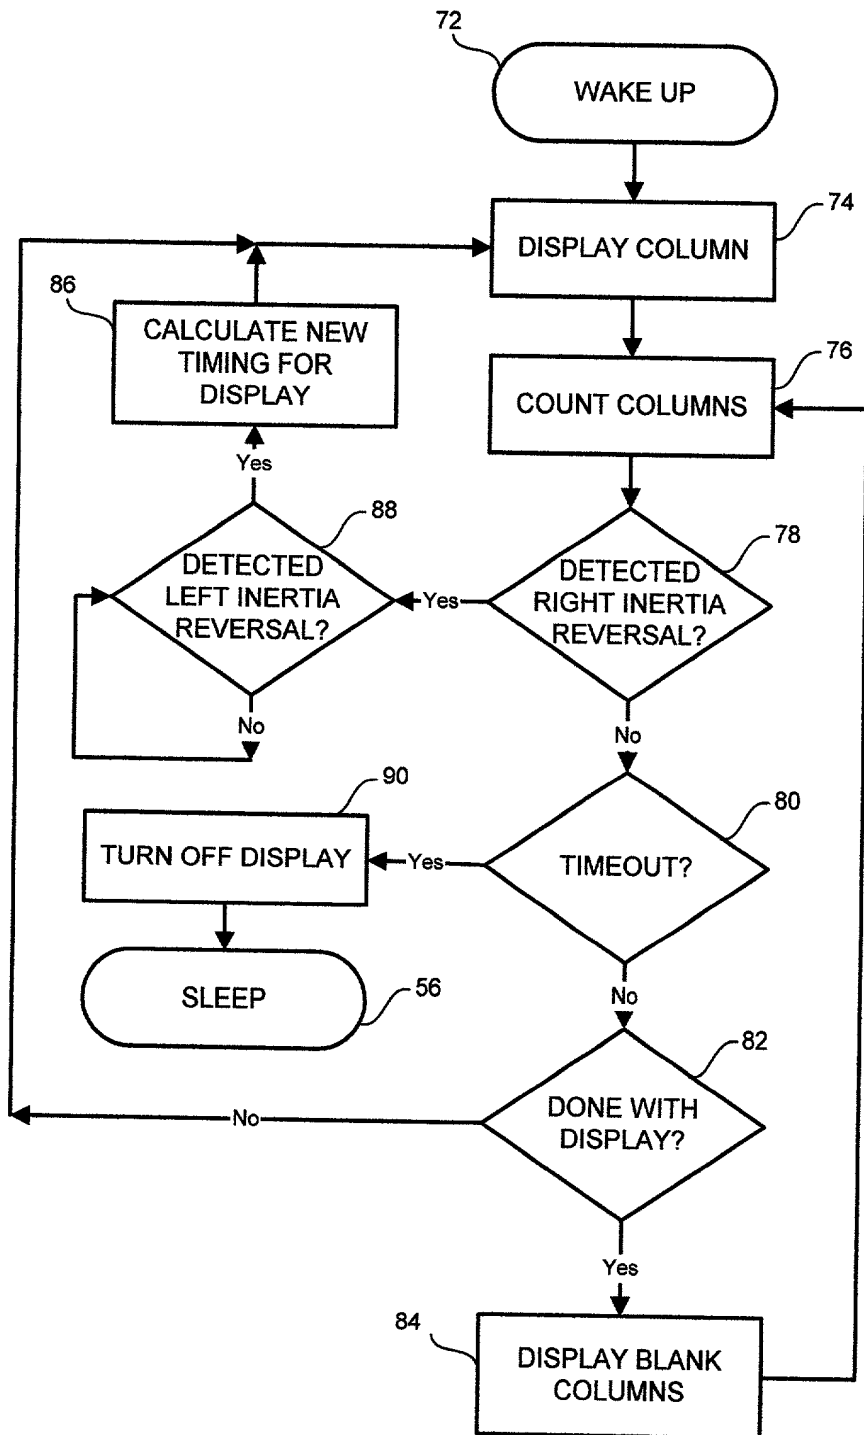 72
WAKE UP
74
DISPLAY COLUMN
86
CALCULATE NEW
TIMING FOR
DISPLAY
76
COUNT COLUMNS
Yes
88
DETECTED
LEFT INERTIA
REVERSAL?
Yes
78
DETECTED
RIGHT INERTIA
REVERSAL?
No
No
90
TURN OFF DISPLAY
Yes
80
TIMEOUT?
SLEEP
56
No
82
DONE WITH
DISPLAY?
No
Yes
84
DISPLAY BLANK
COLUMNS